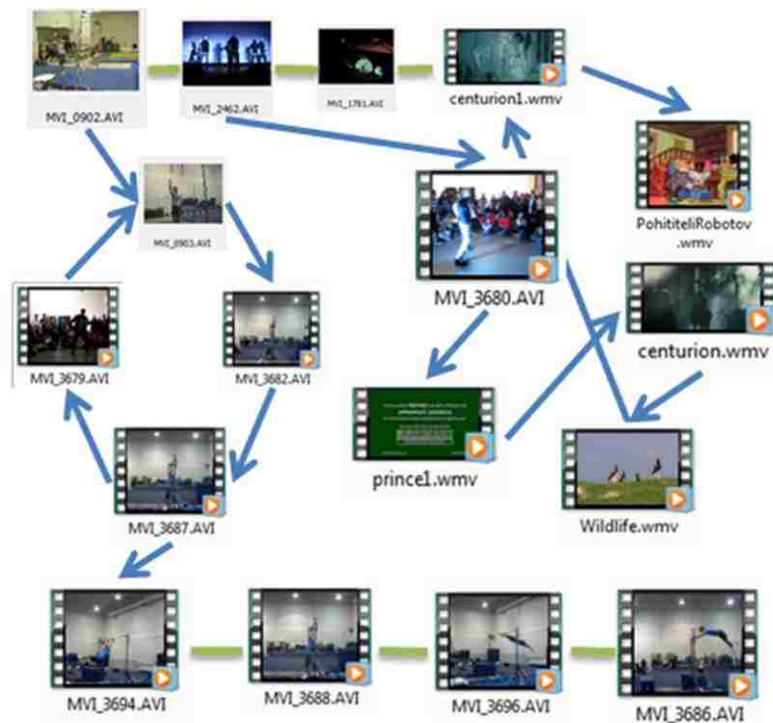 MVI_0902.AVI
MVI_2462.AVI
MVI_1781.AVI
centurion1.wmv
PohititeliRobotov
.wmv
MVI_0903.AVI
MVI_3680.AVI
MVI_3679.AVI
MVI_3682.AVI
centurion.wmv
prince1.wmv
Wildlife.wmv
MVI_3687.AVI
MVI_3694.AVI
MVI_3688.AVI
MVI_3696.AVI
MVI_3686.AVI